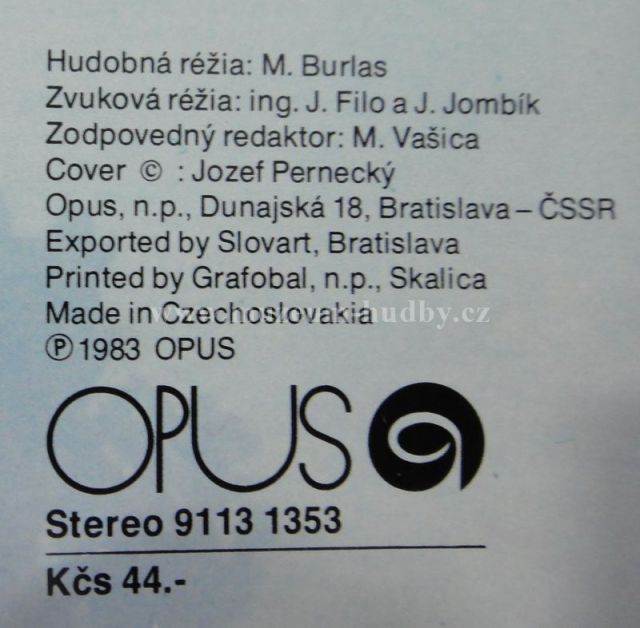 Hudobná réžia: M. Burlas
Zvuková réžia: ing. J. Filo a J. Jombík
Zodpovedný redaktor: M. Vašica
Cover © : Jozef Pernecký
Opus, n.p., Dunajská 18, Bratislava – ČSSR
Exported by Slovart, Bratislava
Printed by Grafobal, n.p., Skalica
Made in Czechoslovakia
hudby.cz
Ⓟ 1983 OPUS
OPUS
Stereo 9113 1353
Kčs 44.-